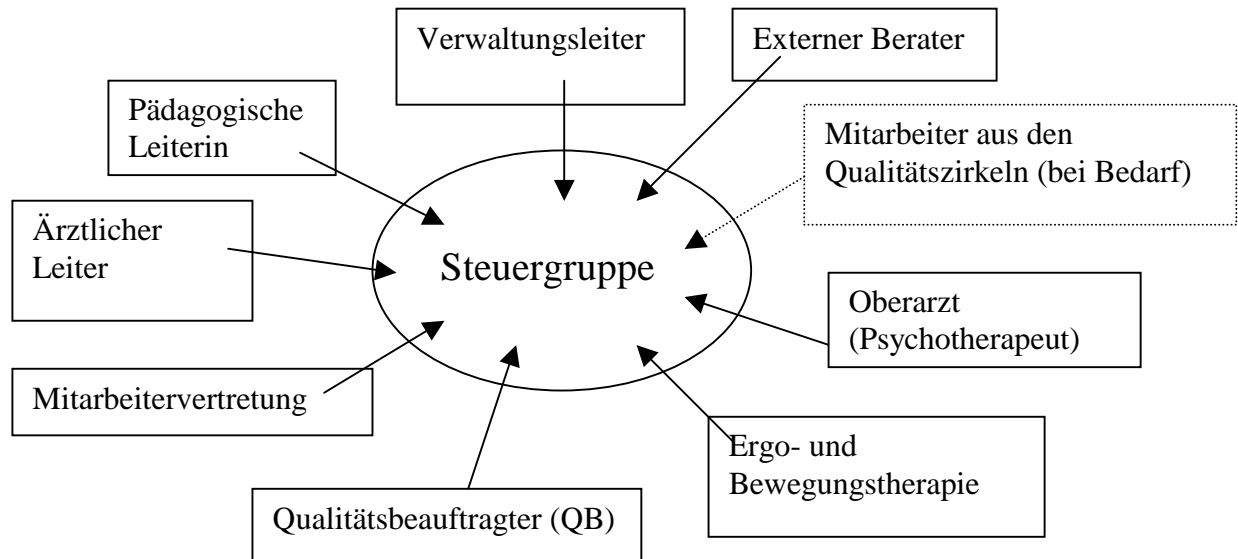 Verwaltungsleiter
Externer Berater
Pädagogische
Leiterin
Mitarbeiter aus den
Qualitätszirkeln (bei Bedarf)
Ärztlicher
Leiter
Steuergruppe
Oberarzt
(Psychotherapeut)
Mitarbeitervertretung
Ergo- und
Bewegungstherapie
Qualitätsbeauftragter (QB)